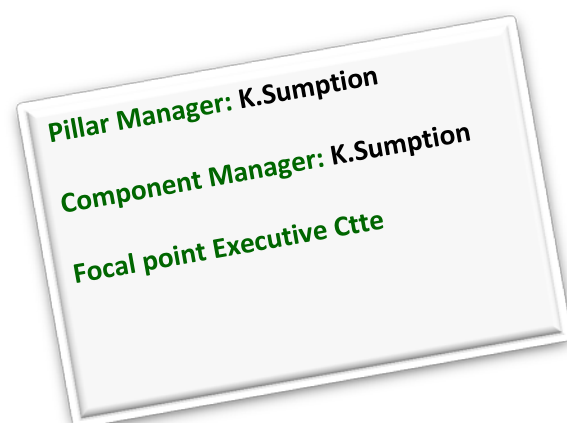 Pillar Manager: K.Sumption
Component Manager: K.Sumption
Focal point Executive Ctte